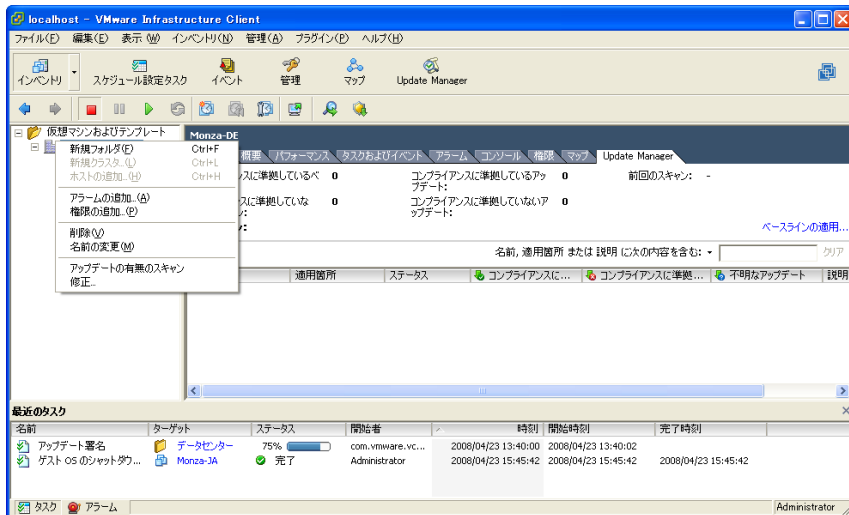 localhost - VMware Infrastructure Client
ファイル(F) 編集(E) 表示 (W) インベントリ(N) 管理(A) プラグイン(P) ヘルプ(H)
インベントリ スケジュール設定タスク イベント 管理 マップ Update Manager
仮想マシンおよびテンプレート
Monza-DE
概要 パフォーマンス タスクおよびイベント アラーム コンソール 権限 マップ Update Manager
新規フォルダ(F) Ctrl+F
新規クラスタ...(L) Ctrl+L
ホストの追加...(H) Ctrl+H
アラームの追加...(A)
権限の追加...(P)
削除(V)
名前の変更(M)
アップデートの有無のスキャン
修正...
ンスに準拠しているべ 0 コンプライアンスに準拠しているアッ
プデート: 0 前回のスキャン: -
スに準拠していな 0 コンプライアンスに準拠していないア
ップデート: 0
ベースラインの適用...
名前, 適用箇所 または 説明 に次の内容を含む: クリア
適用箇所 ステータス コンプライアンスに... コンプライアンスに準拠... 不明なアップデート 説明
最近のタスク
名前 ターゲット ステータス 開始者 時刻 開始時刻 完了時刻
アップデート署名 データセンター 75% com.vmware.vc... 2008/04/23 13:40:00 2008/04/23 13:40:02
ゲスト OS のシャットダウ... Monza-JA 完了 Administrator 2008/04/23 15:45:42 2008/04/23 15:45:42 2008/04/23 15:45:42
タスク アラーム Administrator